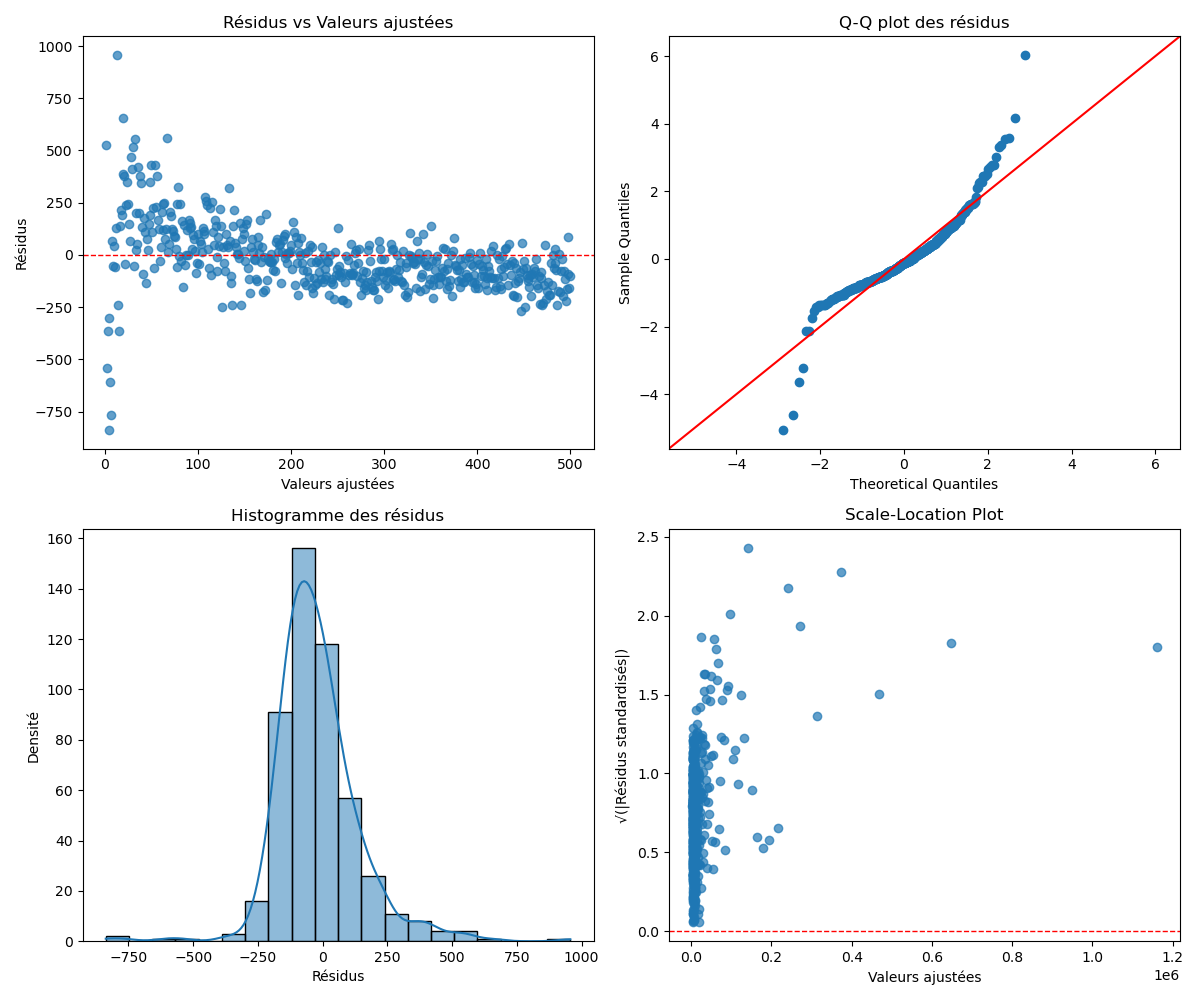 Résidus vs Valeurs ajustées
1000
750
500
250
0
−250
−500
−750
Résidus
0 100 200 300 400 500
Valeurs ajustées
Q-Q plot des résidus
6
4
2
0
−2
−4
Sample Quantiles
−4 −2 0 2 4 6
Theoretical Quantiles
Histogramme des résidus
160
140
120
100
80
60
40
20
0
Densité
−750 −500 −250 0 250 500 750 1000
Résidus
Scale-Location Plot
2.5
2.0
1.5
1.0
0.5
0.0
√(|Résidus standardisés|)
0.0 0.2 0.4 0.6 0.8 1.0 1.2
1e6
Valeurs ajustées